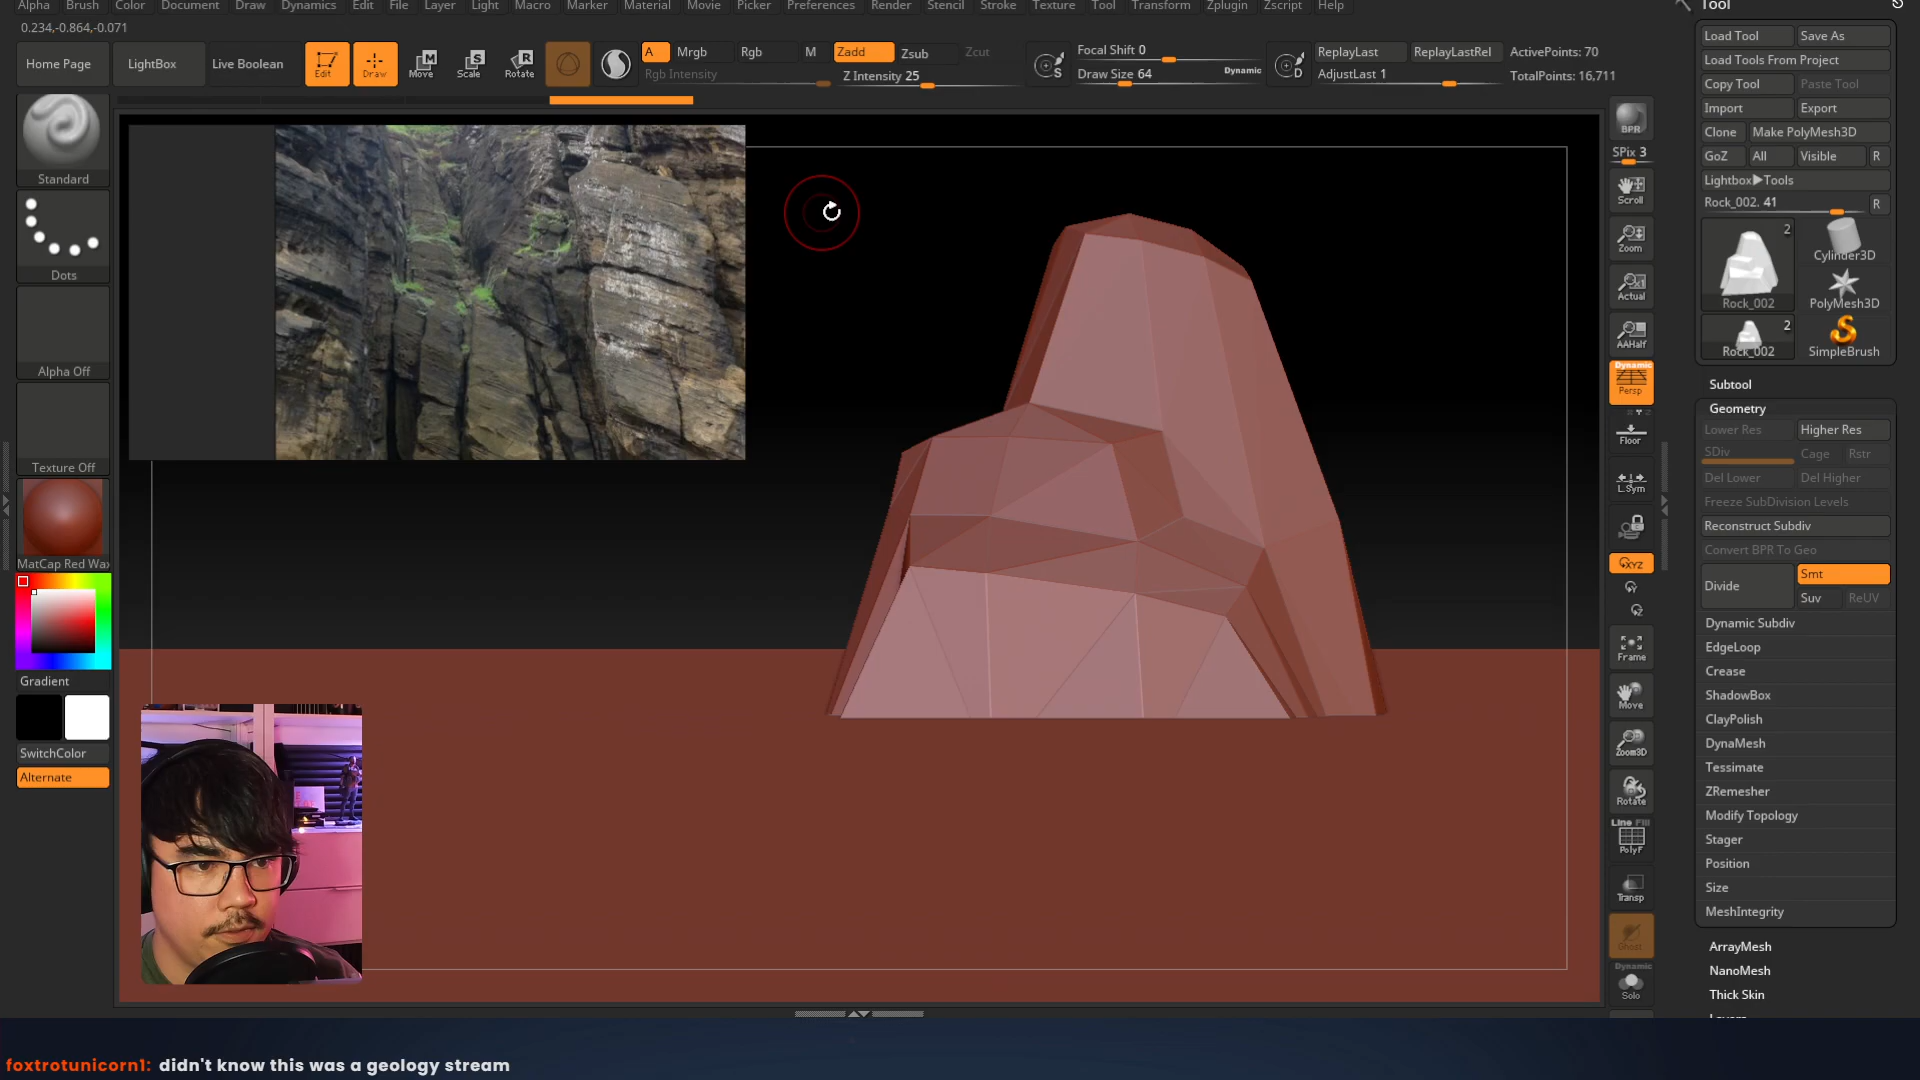 Alpha Brush Color Document Draw Dynamics Edit File Layer Light Macro Marker Material Movie Picker Preferences Render Stencil Stroke Texture Tool Transform Zplugin Zscript Help
Tool
0.234,-0.864,-0.071
Home Page LightBox Live Boolean Edit Draw Move Scale Rotate
A Mrgb Rgb M Zadd Zsub Zcut
Rgb Intensity Z Intensity 25
Focal Shift 0
Draw Size 64 Dynamic
ReplayLast ReplayLastRel ActivePoints: 70
AdjustLast 1 TotalPoints: 16,711
Standard
Dots
Alpha Off
Texture Off
MatCap Red Wax
Gradient
SwitchColor
Alternate
BPR
SPix 3
Scroll
Zoom
Actual
AAHalf
Dynamic
Persp
Floor
L.Sym
XYZ
Frame
Move
Zoom3D
Rotate
Line Fill
PolyF
Transp
Ghost
Dynamic
Solo
Load Tool Save As
Load Tools From Project
Copy Tool Paste Tool
Import Export
Clone Make PolyMesh3D
GoZ All Visible R
Lightbox▶Tools
Rock_002. 41 R
2
Rock_002
Cylinder3D
PolyMesh3D
2
Rock_002
SimpleBrush
Subtool
Geometry
Lower Res Higher Res
SDiv Cage Rstr
Del Lower Del Higher
Freeze SubDivision Levels
Reconstruct Subdiv
Convert BPR To Geo
Divide Smt
Suv ReUV
Dynamic Subdiv
EdgeLoop
Crease
ShadowBox
ClayPolish
DynaMesh
Tessimate
ZRemesher
Modify Topology
Stager
Position
Size
MeshIntegrity
ArrayMesh
NanoMesh
Thick Skin
foxtrotunicorn1: didn't know this was a geology stream